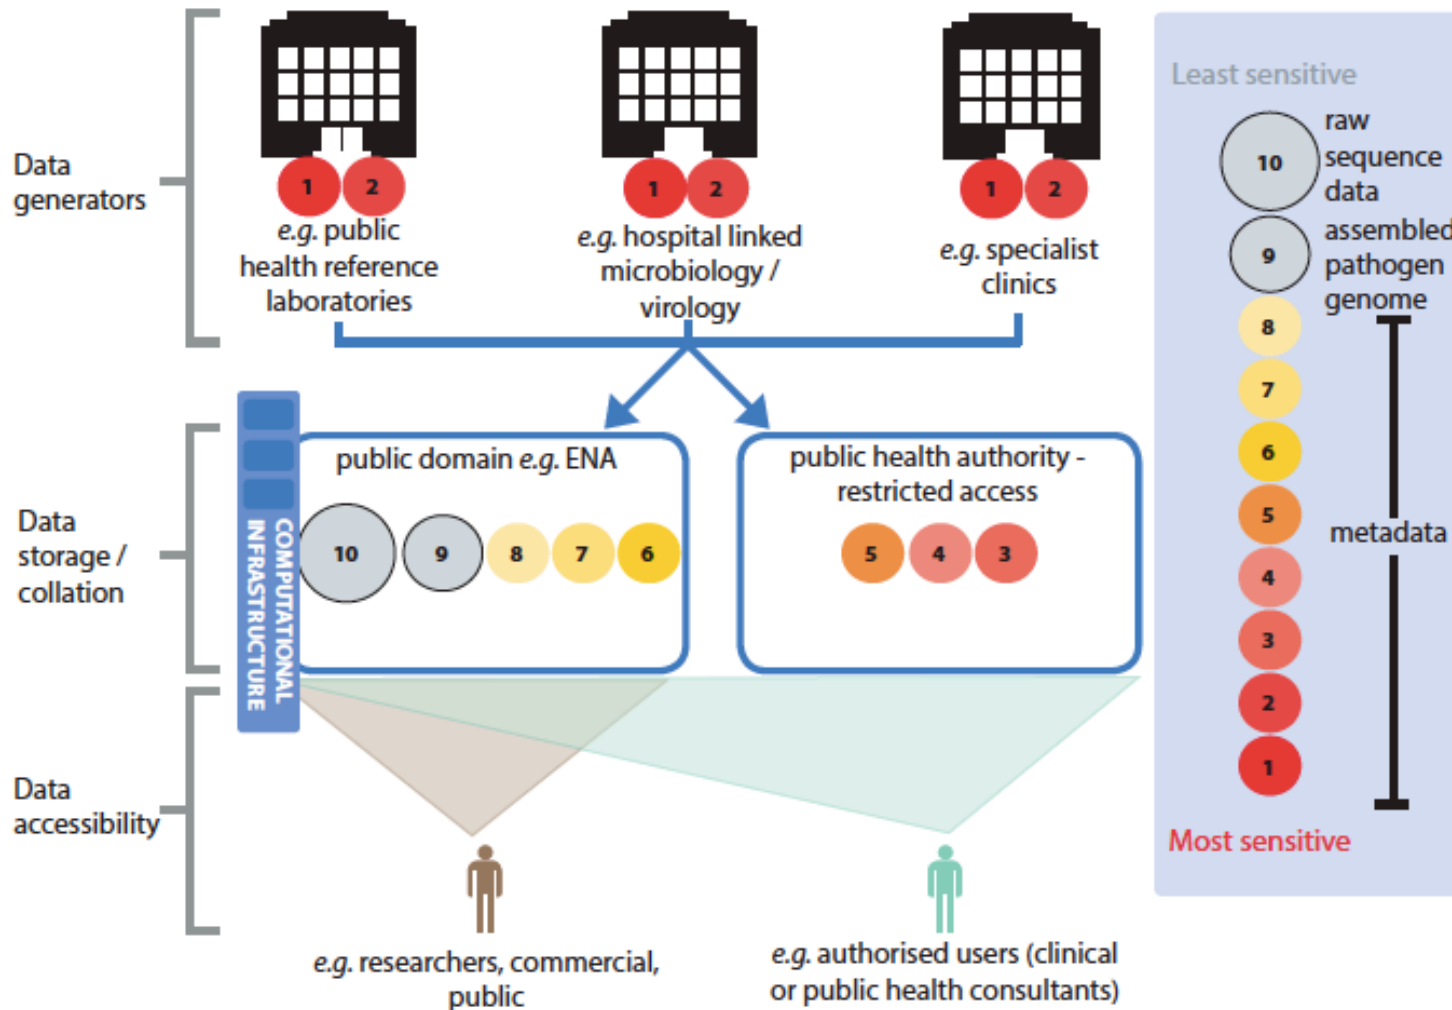 Data
generators
1 2
e.g. public
health reference
laboratories
1 2
e.g. hospital linked
microbiology /
virology
1 2
e.g. specialist
clinics
Data
storage /
collation
COMPUTATIONAL
INFRASTRUCTURE
public domain e.g. ENA
10 9 8 7 6
public health authority -
restricted access
5 4 3
Data
accessibility
e.g. researchers, commercial,
public
e.g. authorised users (clinical
or public health consultants)
Least sensitive
10
raw
sequence
data
9
assembled
pathogen
genome
8
7
6
5
metadata
4
3
2
1
Most sensitive